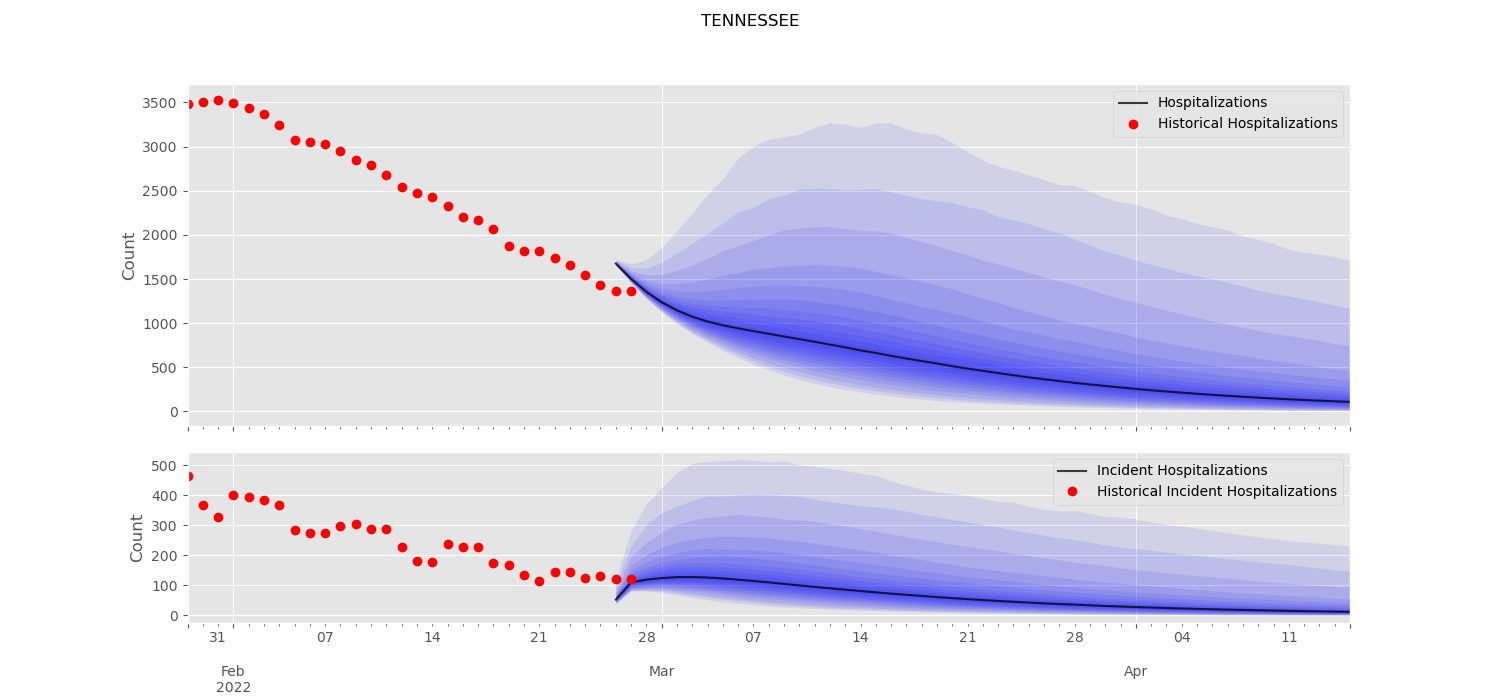 TENNESSEE
Hospitalizations
Historical Hospitalizations
3500
3000
2500
2000
1500
1000
500
0
Count
Incident Hospitalizations
Historical Incident Hospitalizations
500
400
300
200
100
0
Count
31 07 14 21 28 07 14 21 28 04 11
Feb Mar Apr
2022